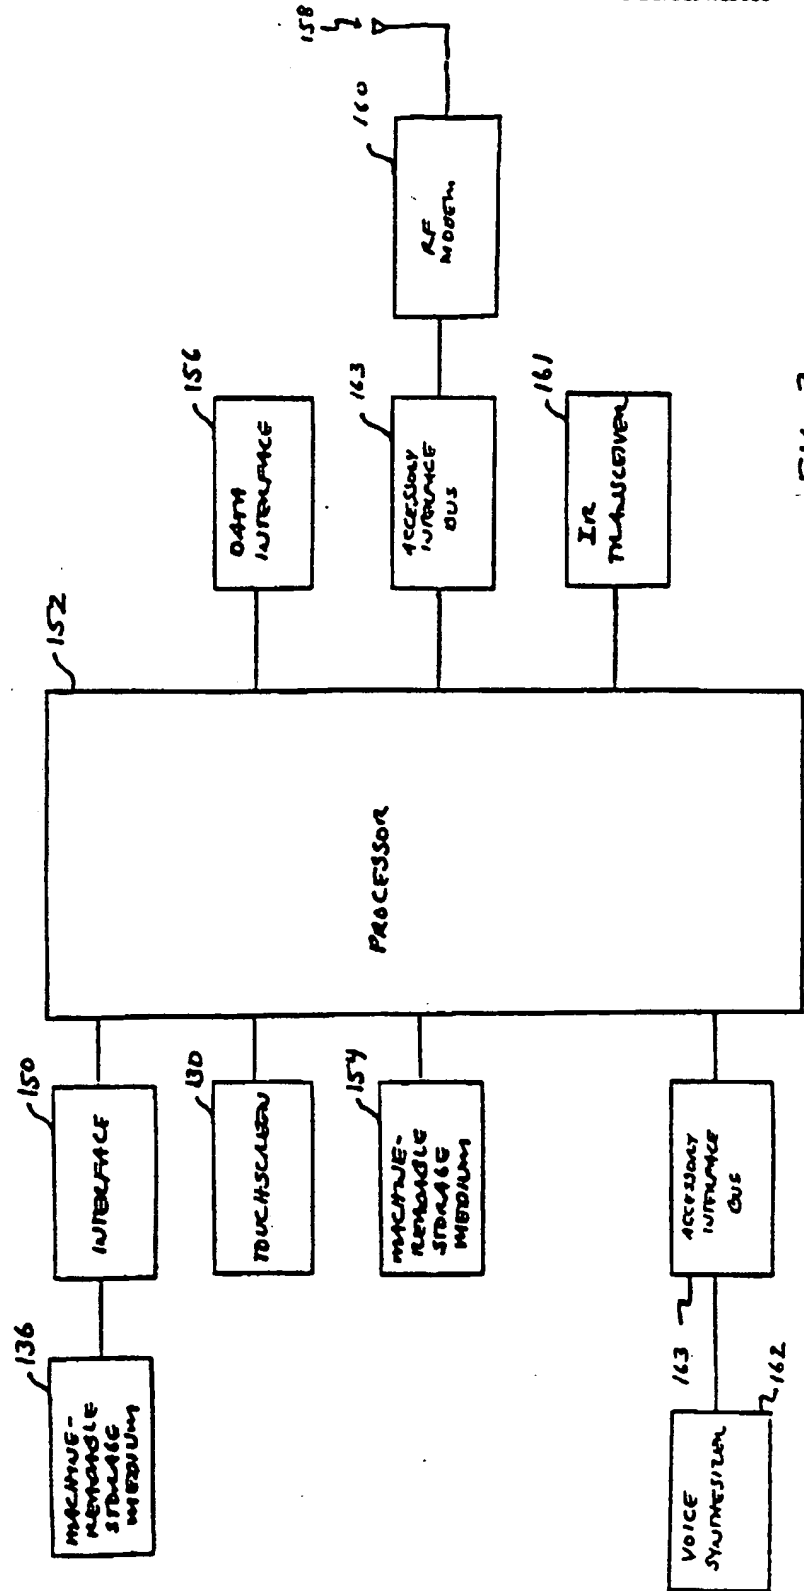 136
MACHINE-
READABLE
STORAGE
MEDIUM
150
INTERFACE
130
TOUCHSCREEN
154
MACHINE-
READABLE
STORAGE
MEDIUM
162
VOICE
SYNTHESIZER
163
ACCESSORY
INTERFACE
BUS
152
PROCESSOR
156
DATA
INTERFACE
163
ACCESSORY
INTERFACE
BUS
161
IR
TRANSCEIVER
160
RF
MODEM
158